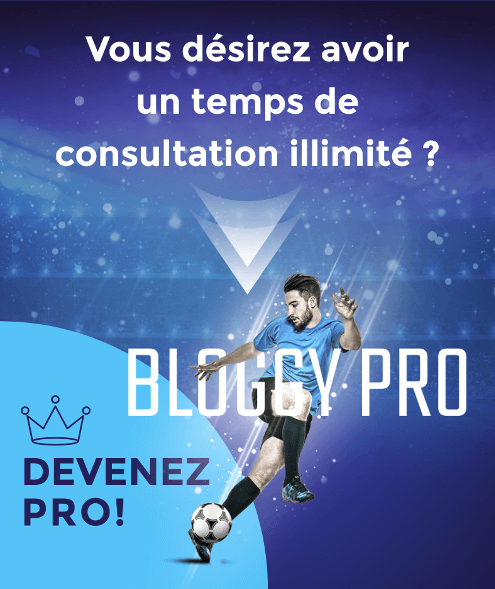 Vous désirez avoir
un temps de
consultation illimité ?
BLOGGY PRO
DEVENEZ
PRO!